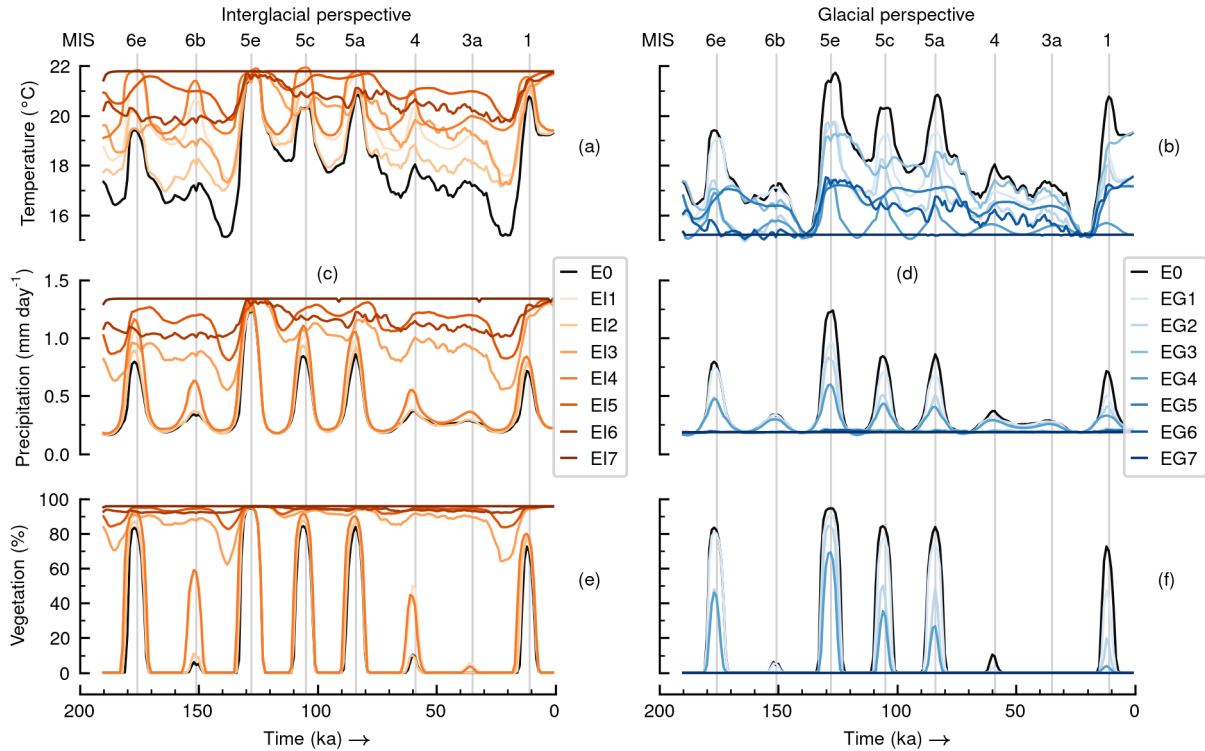 Interglacial perspective
Glacial perspective
MIS 6e 6b 5e 5c 5a 4 3a 1
MIS 6e 6b 5e 5c 5a 4 3a 1
Temperature (°C)
22
20
18
16
(a)
(b)
Precipitation (mm day⁻¹)
1.5
1.0
0.5
0.0
(c)
(d)
E0
EI1
EI2
EI3
EI4
EI5
EI6
EI7
E0
EG1
EG2
EG3
EG4
EG5
EG6
EG7
Vegetation (%)
100
80
60
40
20
0
(e)
(f)
200 150 100 50 0
200 150 100 50 0
Time (ka) →
Time (ka) →